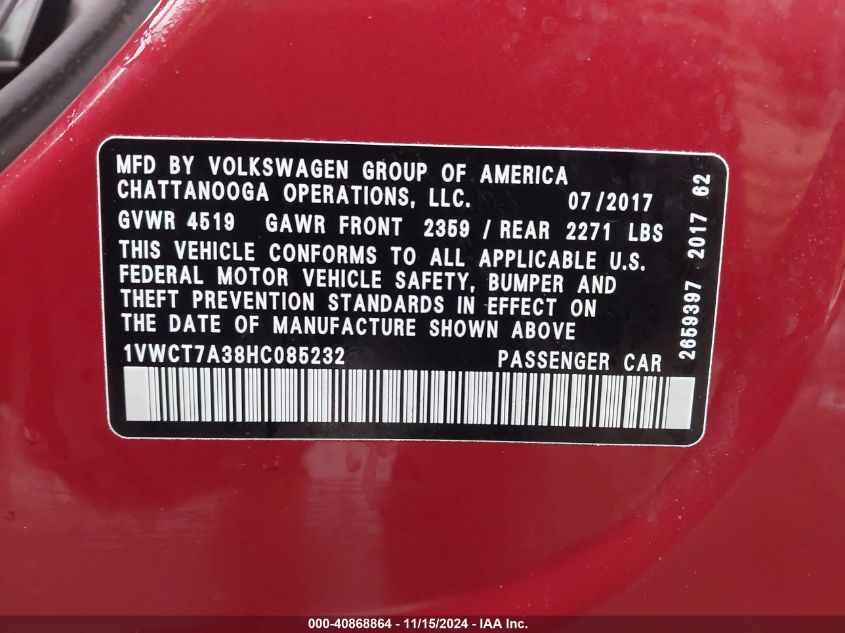 MFD BY VOLKSWAGEN GROUP OF AMERICA
CHATTANOOGA OPERATIONS, LLC. 07/2017
GVWR 4519 GAWR FRONT 2359 / REAR 2271 LBS
THIS VEHICLE CONFORMS TO ALL APPLICABLE U.S.
FEDERAL MOTOR VEHICLE SAFETY, BUMPER AND
THEFT PREVENTION STANDARDS IN EFFECT ON
THE DATE OF MANUFACTURE SHOWN ABOVE
1VWCT7A38HC085232 PASSENGER CAR
2659397 2017 62
000-40868864 - 11/15/2024 - IAA Inc.